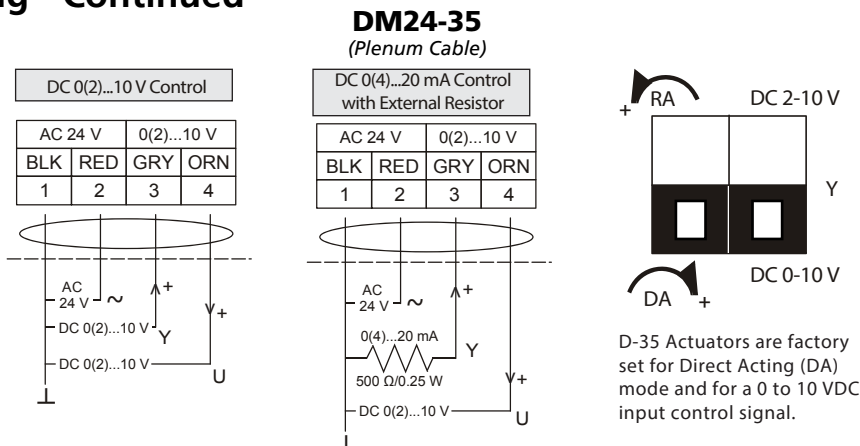 Continued
DM24-35
(Plenum Cable)
DC 0(2)...10 V Control
AC 24 V 0(2)...10 V
BLK RED GRY ORN
1 2 3 4
AC
24 V ~ +
+
DC 0(2)...10 V Y
DC 0(2)...10 V
U
⊥
DC 0(4)...20 mA Control
with External Resistor
AC 24 V 0(2)...10 V
BLK RED GRY ORN
1 2 3 4
AC
24 V ~ +
0(4)...20 mA
Y
500 Ω/0.25 W
+
DC 0(2)...10 V
U
+ RA DC 2-10 V
Y
DC 0-10 V
DA +
D-35 Actuators are factory
set for Direct Acting (DA)
mode and for a 0 to 10 VDC
input control signal.